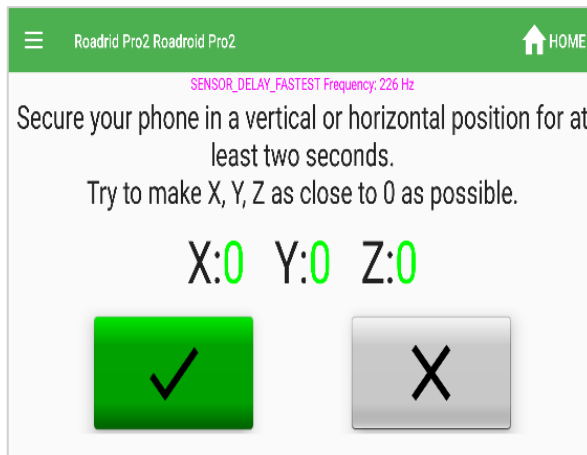 Roadrid Pro2 Roadroid Pro2
HOME
SENSOR_DELAY_FASTEST Frequency: 226 Hz
Secure your phone in a vertical or horizontal position for at
least two seconds.
Try to make X, Y, Z as close to 0 as possible.
X:0 Y:0 Z:0